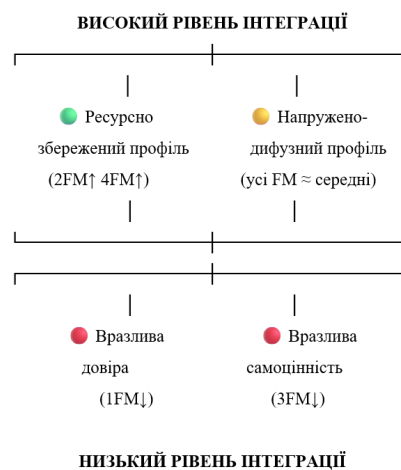 ВИСОКИЙ РІВЕНЬ ІНТЕГРАЦІЇ
Ресурсно
збережений профіль
(2FM↑ 4FM↑)
Напружено-
дифузний профіль
(усі FM ≈ середні)
Вразлива
довіра
(1FM↓)
Вразлива
самоцінність
(3FM↓)
НИЗЬКИЙ РІВЕНЬ ІНТЕГРАЦІЇ